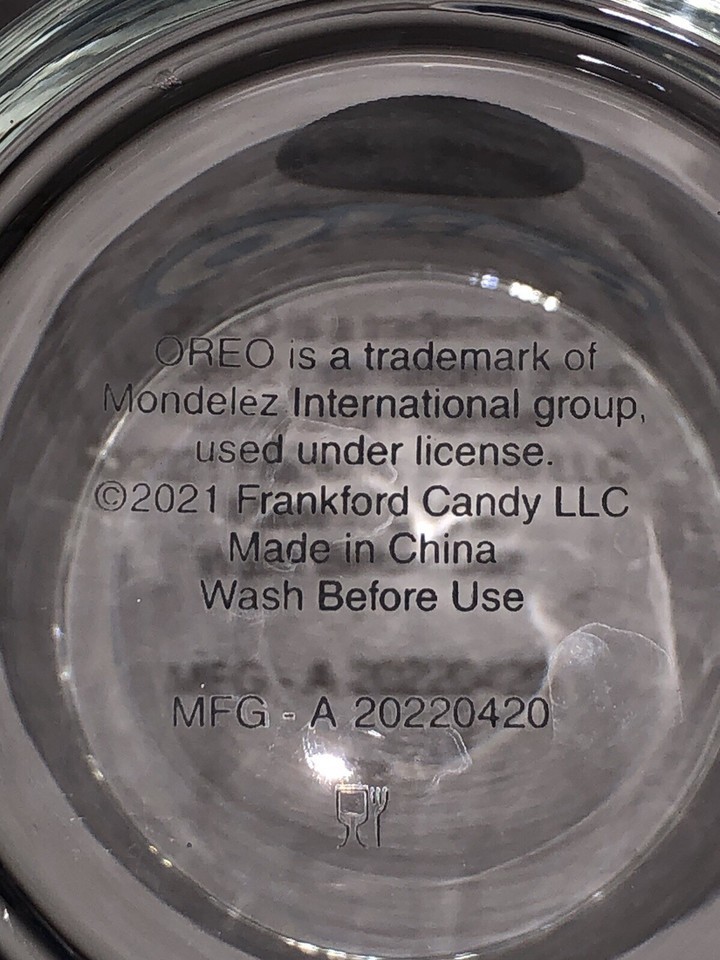 OREO is a trademark of
Mondelēz International group,
used under license.
©2021 Frankford Candy LLC
Made in China
Wash Before Use
MFG - A 20220420